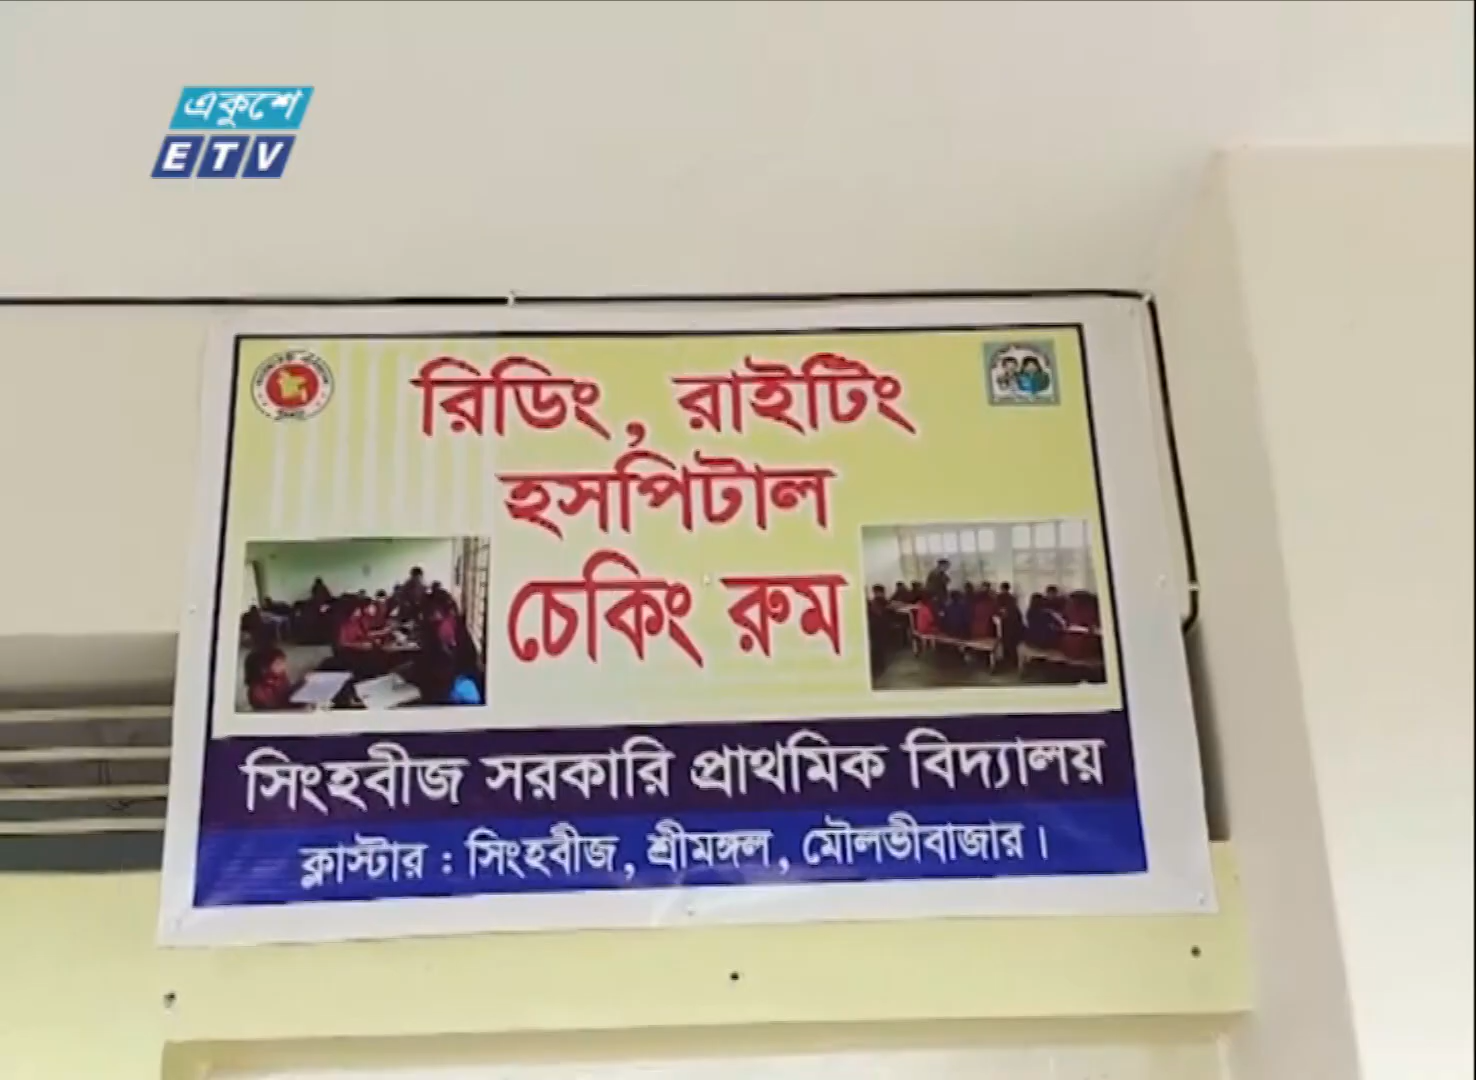 একুশে
ETV
রিডিং, রাইটিং
হসপিটাল
চেকিং রুম
সিংহবীজ সরকারি প্রাথমিক বিদ্যালয়
ক্লাস্টার : সিংহবীজ, শ্রীমঙ্গল, মৌলভীবাজার।